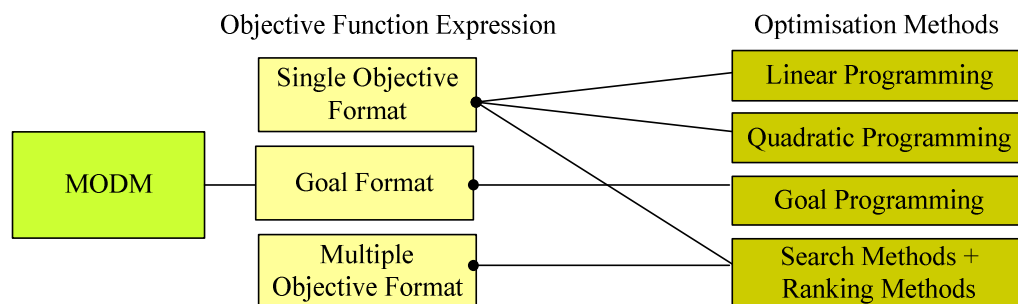 Objective Function Expression
Optimisation Methods
MODM
Single Objective
Format
Goal Format
Multiple
Objective Format
Linear Programming
Quadratic Programming
Goal Programming
Search Methods +
Ranking Methods